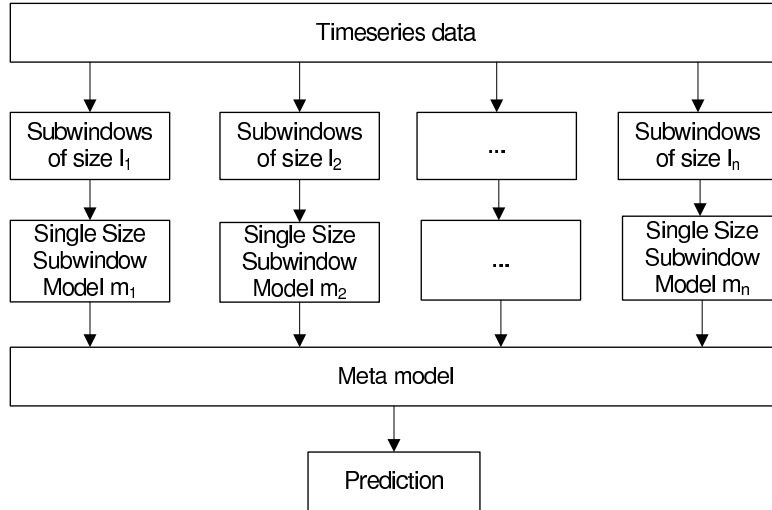 Timeseries data
Subwindows
of size l₁
Subwindows
of size l₂
...
Subwindows
of size lₙ
Single Size
Subwindow
Model m₁
Single Size
Subwindow
Model m₂
...
Single Size
Subwindow
Model mₙ
Meta model
Prediction